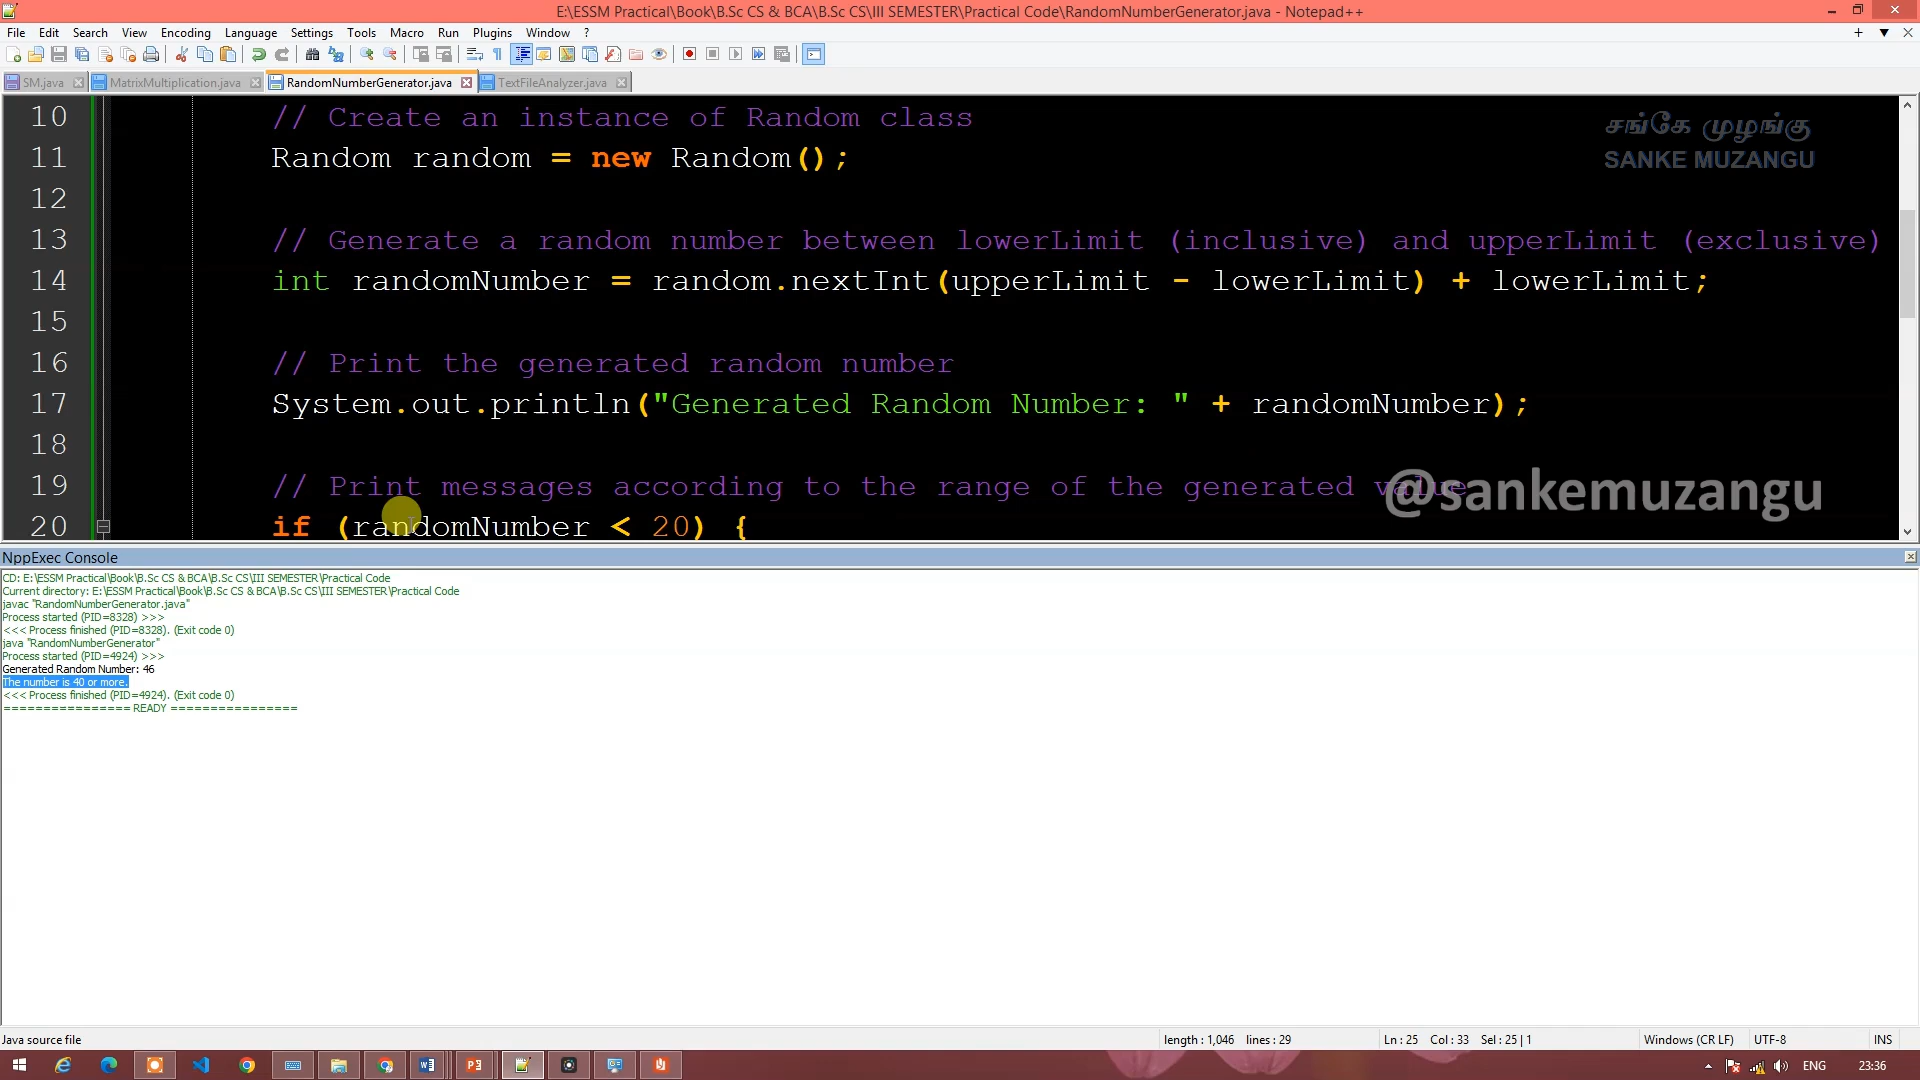 E:\ESSM Practical\Book\B.Sc CS & BCA\B.Sc CS\III SEMESTER\Practical Code\RandomNumberGenerator.java - Notepad++
File Edit Search View Encoding Language Settings Tools Macro Run Plugins Window ?
SM.java MatrixMultiplication.java RandomNumberGenerator.java TextFileAnalyzer.java
10 // Create an instance of Random class
11 Random random = new Random();
12
13 // Generate a random number between lowerLimit (inclusive) and upperLimit (exclusive)
14 int randomNumber = random.nextInt(upperLimit - lowerLimit) + lowerLimit;
15
16 // Print the generated random number
17 System.out.println("Generated Random Number: " + randomNumber);
18
19 // Print messages according to the range of the generated value
20 if (randomNumber < 20) {
சங்கே முழங்கு
SANKE MUZANGU
@sankemuzangu
NppExec Console
CD: E:\ESSM Practical\Book\B.Sc CS & BCA\B.Sc CS\III SEMESTER\Practical Code
Current directory: E:\ESSM Practical\Book\B.Sc CS & BCA\B.Sc CS\III SEMESTER\Practical Code
javac "RandomNumberGenerator.java"
Process started (PID=8328) >>>
<<< Process finished (PID=8328). (Exit code 0)
java "RandomNumberGenerator"
Process started (PID=4924) >>>
Generated Random Number: 46
The number is 40 or more.
<<< Process finished (PID=4924). (Exit code 0)
================ READY ================
Java source file length : 1,046 lines : 29 Ln : 25 Col : 33 Sel : 25 | 1 Windows (CR LF) UTF-8 INS
ENG 23:36